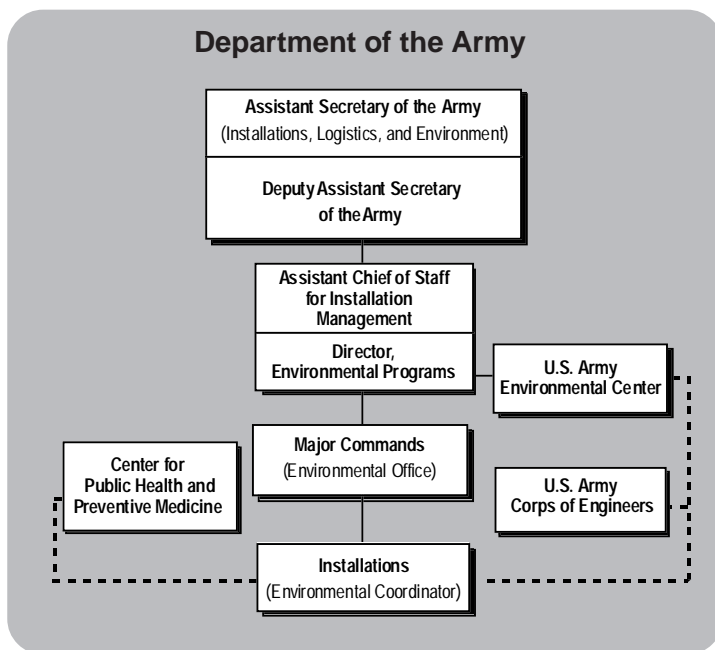 Department of the Army
Assistant Secretary of the Army
(Installations, Logistics, and Environment)
Deputy Assistant Secretary
of the Army
Assistant Chief of Staff
for Installation
Management
Director,
Environmental Programs
U.S. Army
Environmental Center
Major Commands
(Environmental Office)
Center for
Public Health and
Preventive Medicine
U.S. Army
Corps of Engineers
Installations
(Environmental Coordinator)